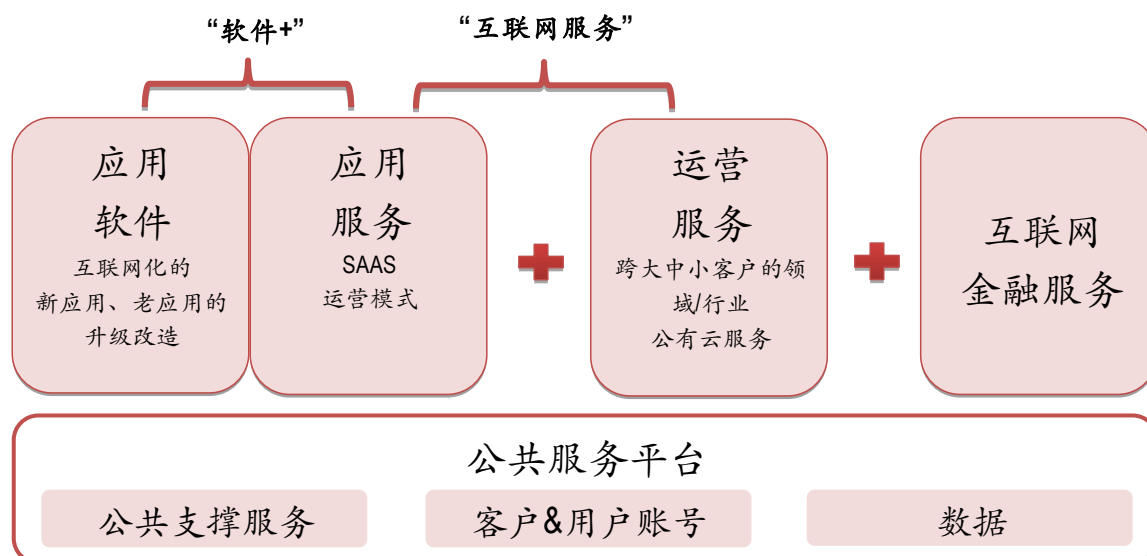 “软件+”
“互联网服务”
应用
软件
互联网化的
新应用、老应用的
升级改造
应用
服务
SAAS
运营模式
运营
服务
跨大中小客户的领
域/行业
公有云服务
互联网
金融服务
公共服务平台
公共支撑服务
客户&用户账号
数据